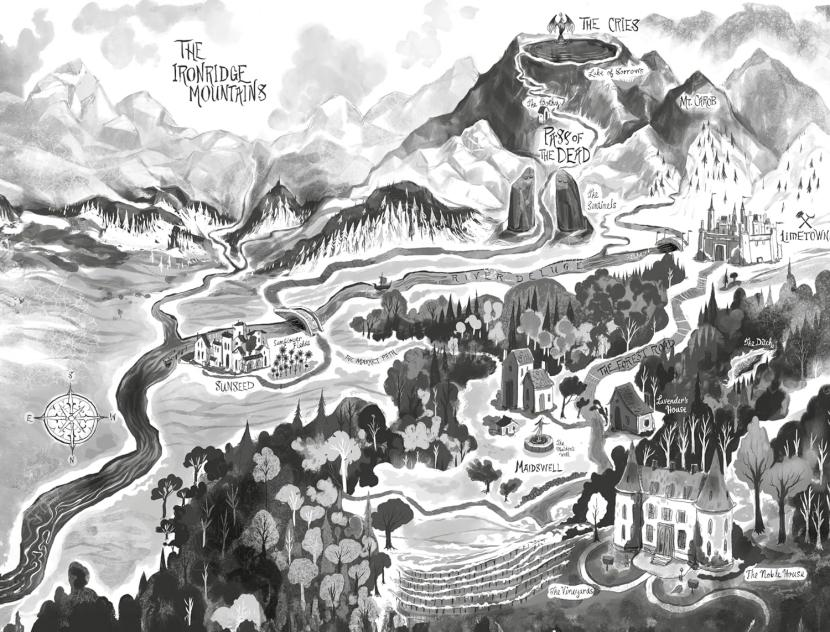 THE CRIES
THE
IRONRIDGE
MOUNTAINS
Lake of Sorrows
Mt. CAROB
PASS OF
THE DEAD
The
Sentinels
LIMETOWN
RIVER DELUGE
Sunginger
Fields
SUNSEED
THE MARKET PATH
THE FOREST ROAD
The Ditch
Lavender's
House
S
E
W
N
The
Maiden's
Well
MAIDSWELL
The Vineyards
The Noble House